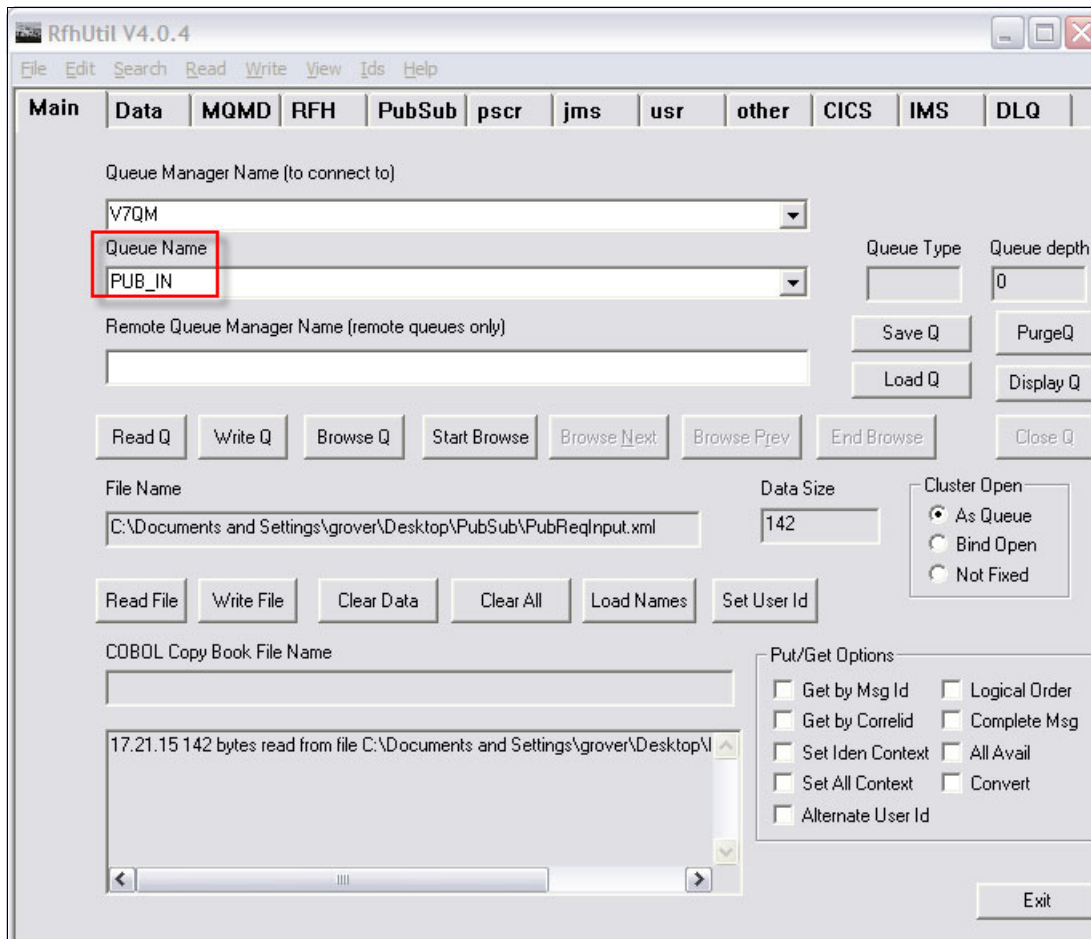 RfhUtil V4.0.4
File Edit Search Read Write View Ids Help
Main Data MQMD RFH PubSub pscr jms usr other CICS IMS DLQ
Queue Manager Name (to connect to)
V7QM
Queue Name Queue Type Queue depth
PUB_IN 0
Remote Queue Manager Name (remote queues only)
Save Q PurgeQ
Load Q Display Q
Read Q Write Q Browse Q Start Browse Browse Next Browse Prev End Browse Close Q
File Name Data Size Cluster Open
C:\Documents and Settings\grover\Desktop\PubSub\PubReqInput.xml 142 As Queue
Bind Open
Not Fixed
Read File Write File Clear Data Clear All Load Names Set User Id
COBOL Copy Book File Name Put/Get Options
Get by Msg Id Logical Order
Get by Correlid Complete Msg
17.21.15 142 bytes read from file C:\Documents and Settings\grover\Desktop\
Set Iden Context All Avail
Set All Context Convert
Alternate User Id
Exit